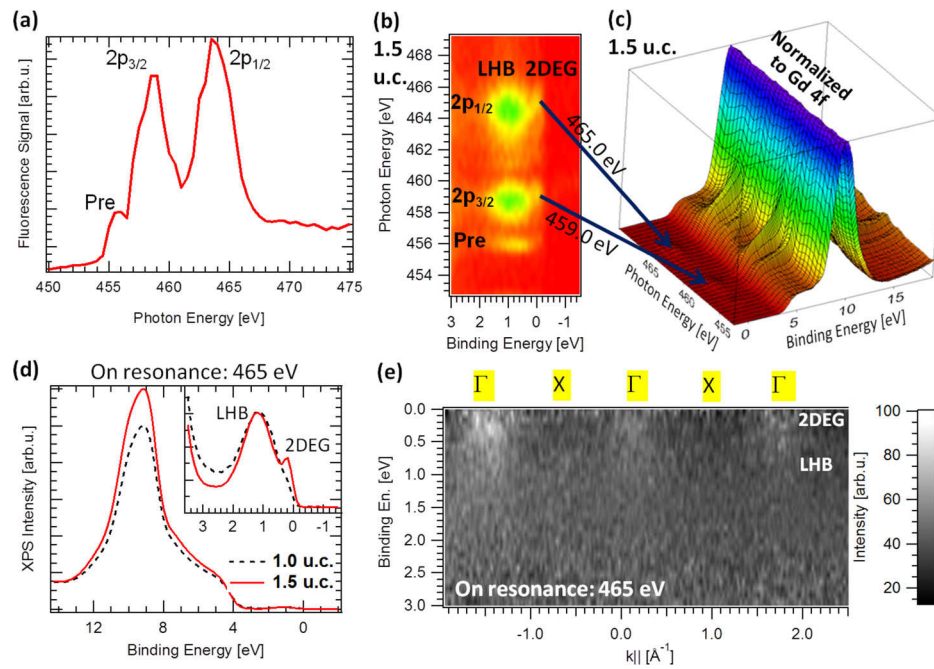 (a)
2p3/2
2p1/2
Pre
Fluorescence Signal [arb.u.]
450 455 460 465 470 475
Photon Energy [eV]
(b)
1.5
u.c.
LHB 2DEG
2p1/2
2p3/2
Pre
468
466
464
462
460
458
456
454
Photon Energy [eV]
3 2 1 0 -1
Binding Energy [eV]
465.0 eV
459.0 eV
(c)
1.5 u.c.
Normalized
to Gd 4f
465
460
455
Photon Energy [eV]
0 5 10 15
Binding Energy [eV]
(d)
On resonance: 465 eV
XPS Intensity [arb.u.]
LHB
2DEG
3 2 1 0 -1
1.0 u.c.
1.5 u.c.
12 8 4 0
Binding Energy [eV]
(e)
Γ X Γ X Γ
0.0
0.5
1.0
1.5
2.0
2.5
3.0
Binding En. [eV]
2DEG
LHB
On resonance: 465 eV
-1.0 0.0 1.0 2.0
k|| [Å-1]
100
80
60
40
20
Intensity [arb.u.]